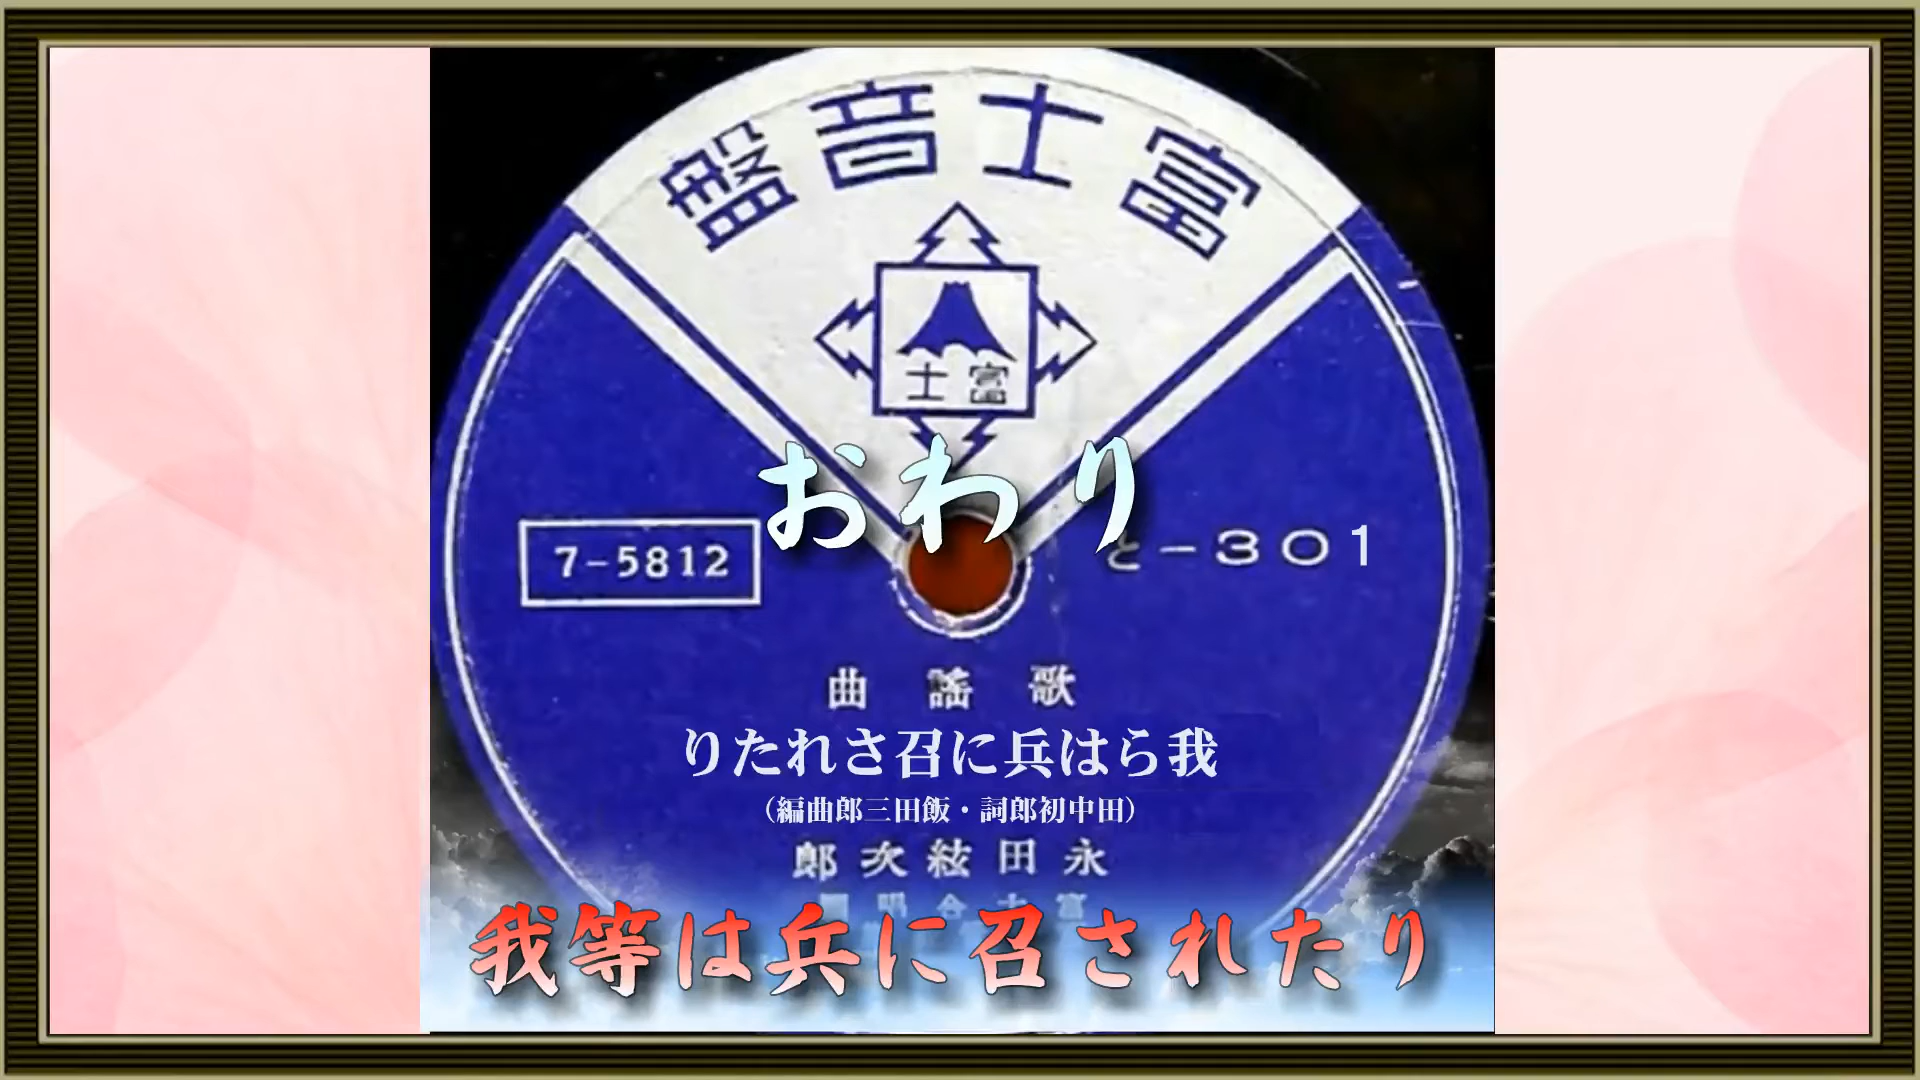 富士音盤
富士
おわり
7-5812
と-301
歌謠曲
我らは兵に召されたり
(田中初郎詞・飯田三郎曲編)
永田絃次郎
我等は兵に召されたり